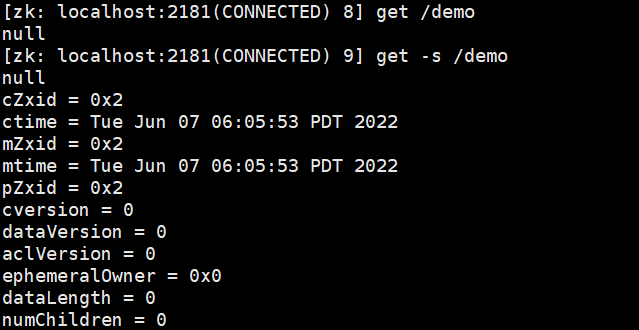 [zk: localhost:2181(CONNECTED) 8] get /demo
null
[zk: localhost:2181(CONNECTED) 9] get -s /demo
null
cZxid = 0x2
ctime = Tue Jun 07 06:05:53 PDT 2022
mZxid = 0x2
mtime = Tue Jun 07 06:05:53 PDT 2022
pZxid = 0x2
cversion = 0
dataVersion = 0
aclVersion = 0
ephemeralOwner = 0x0
dataLength = 0
numChildren = 0